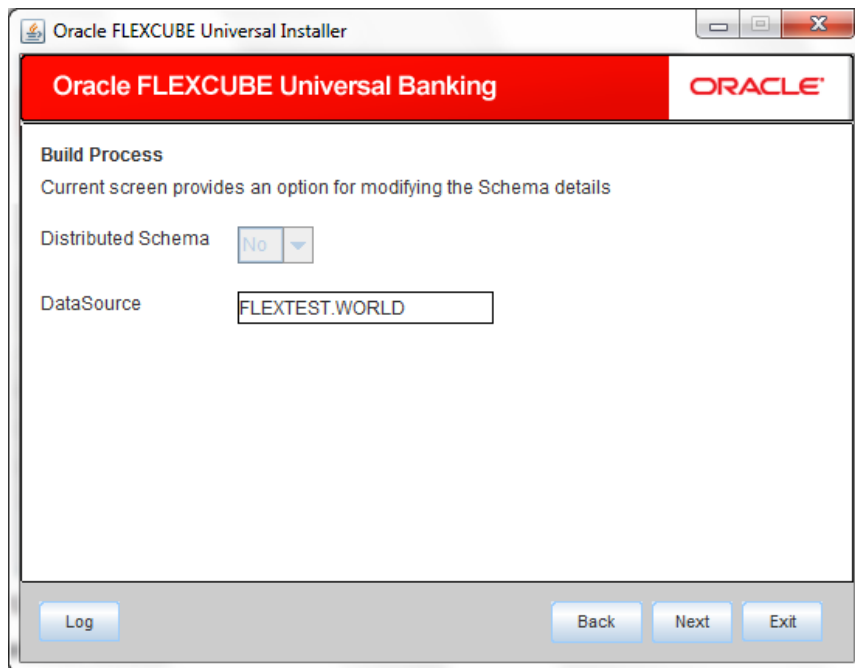 Oracle FLEXCUBE Universal Installer
Oracle FLEXCUBE Universal Banking
ORACLE
Build Process
Current screen provides an option for modifying the Schema details
Distributed Schema No
DataSource FLEXTEST.WORLD
Log Back Next Exit